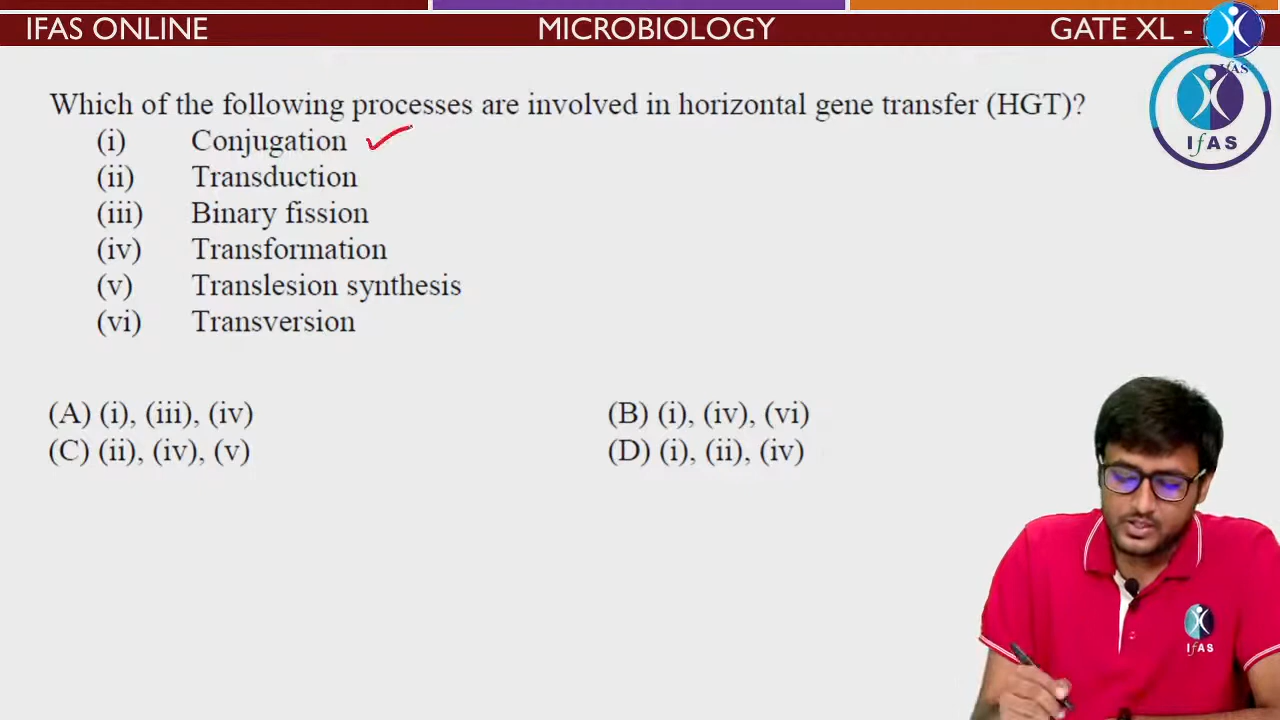 IFAS ONLINE MICROBIOLOGY GATE XL -
IFAS
Which of the following processes are involved in horizontal gene transfer (HGT)?
IfAS
(i) Conjugation
(ii) Transduction
(iii) Binary fission
(iv) Transformation
(v) Translesion synthesis
(vi) Transversion
(A) (i), (iii), (iv) (B) (i), (iv), (vi)
(C) (ii), (iv), (v) (D) (i), (ii), (iv)
IfAS